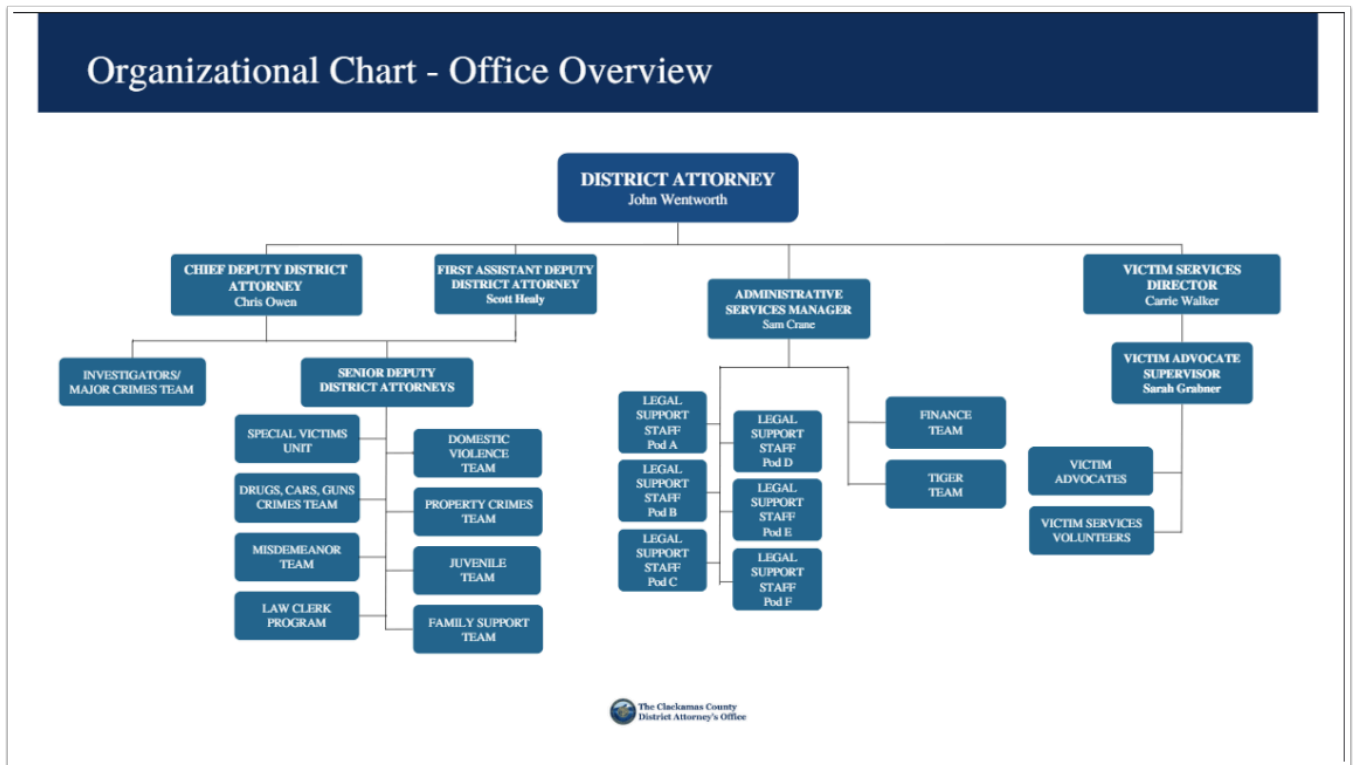 Organizational Chart - Office Overview
DISTRICT ATTORNEY
John Wentworth
CHIEF DEPUTY DISTRICT
ATTORNEY
Chris Owen
FIRST ASSISTANT DEPUTY
DISTRICT ATTORNEY
Scott Healy
ADMINISTRATIVE
SERVICES MANAGER
Sam Crane
VICTIM SERVICES
DIRECTOR
Carrie Walker
INVESTIGATORS/
MAJOR CRIMES TEAM
SENIOR DEPUTY
DISTRICT ATTORNEYS
VICTIM ADVOCATE
SUPERVISOR
Sarah Grabner
SPECIAL VICTIMS
UNIT
DOMESTIC
VIOLENCE
TEAM
DRUGS, CARS, GUNS
CRIMES TEAM
PROPERTY CRIMES
TEAM
MISDEMEANOR
TEAM
JUVENILE
TEAM
LAW CLERK
PROGRAM
FAMILY SUPPORT
TEAM
LEGAL
SUPPORT
STAFF
Pod A
LEGAL
SUPPORT
STAFF
Pod D
LEGAL
SUPPORT
STAFF
Pod B
LEGAL
SUPPORT
STAFF
Pod E
LEGAL
SUPPORT
STAFF
Pod C
LEGAL
SUPPORT
STAFF
Pod F
FINANCE
TEAM
TIGER
TEAM
VICTIM
ADVOCATES
VICTIM SERVICES
VOLUNTEERS
The Clackamas County
District Attorney's Office